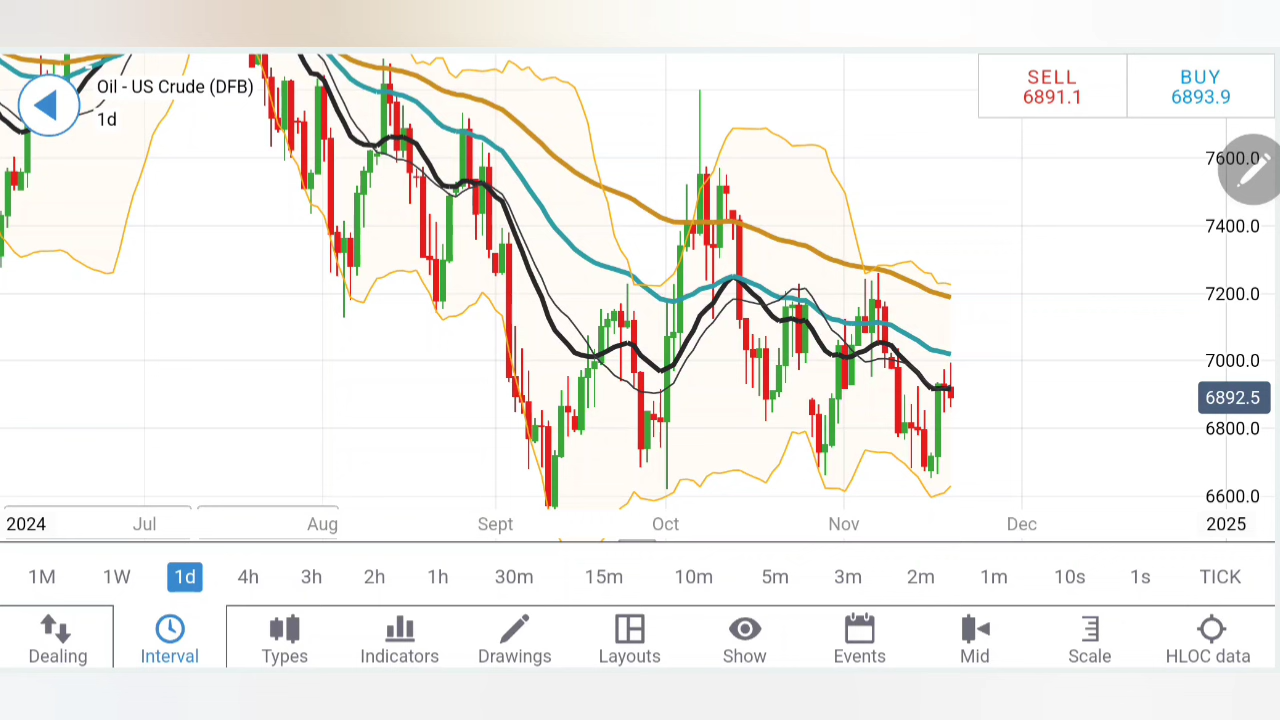 Oil - US Crude (DFB)
1d
SELL
6891.1
BUY
6893.9
7600.0
7400.0
7200.0
7000.0
6892.5
6800.0
6600.0
2024 Jul Aug Sept Oct Nov Dec 2025
1M 1W 1d 4h 3h 2h 1h 30m 15m 10m 5m 3m 2m 1m 10s 1s TICK
Dealing Interval Types Indicators Drawings Layouts Show Events Mid Scale HLOC data